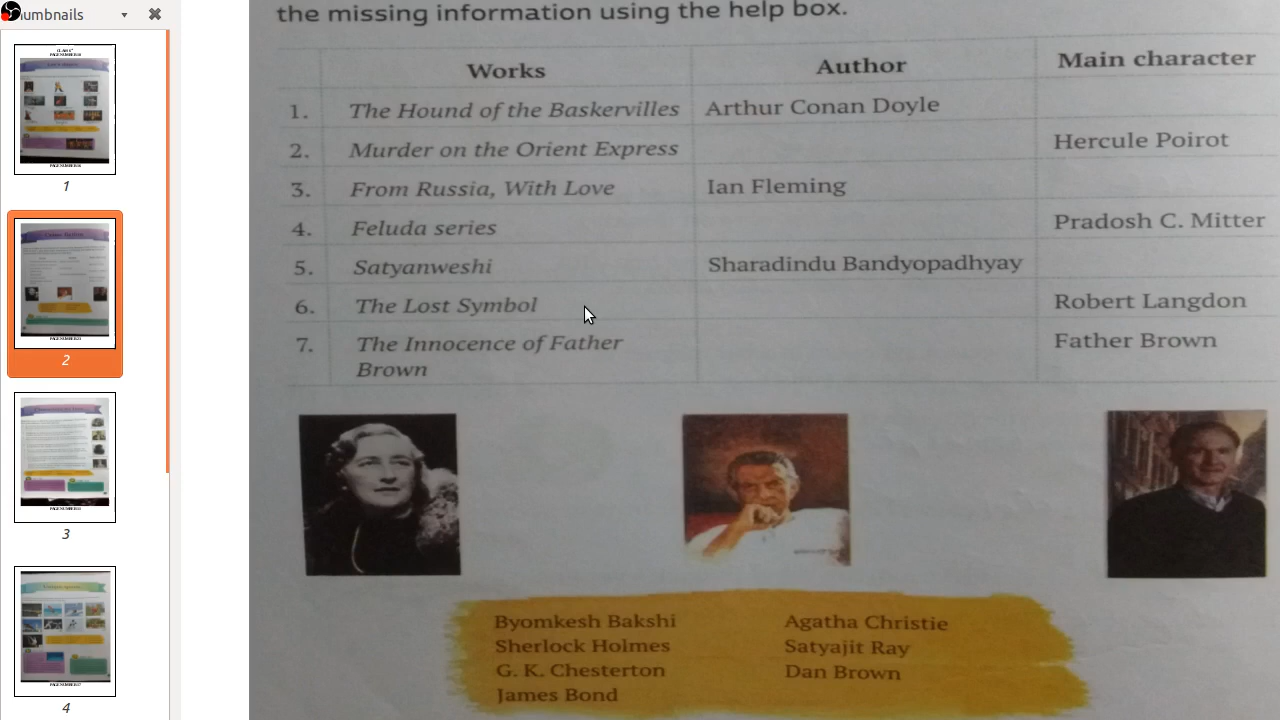 umbnails
1
2
3
4
the missing information using the help box.
Works Author Main character
1. The Hound of the Baskervilles Arthur Conan Doyle
2. Murder on the Orient Express Hercule Poirot
3. From Russia, With Love Ian Fleming
4. Feluda series Pradosh C. Mitter
5. Satyanweshi Sharadindu Bandyopadhyay
6. The Lost Symbol Robert Langdon
7. The Innocence of Father Father Brown
Brown
Byomkesh Bakshi Agatha Christie
Sherlock Holmes Satyajit Ray
G. K. Chesterton Dan Brown
James Bond